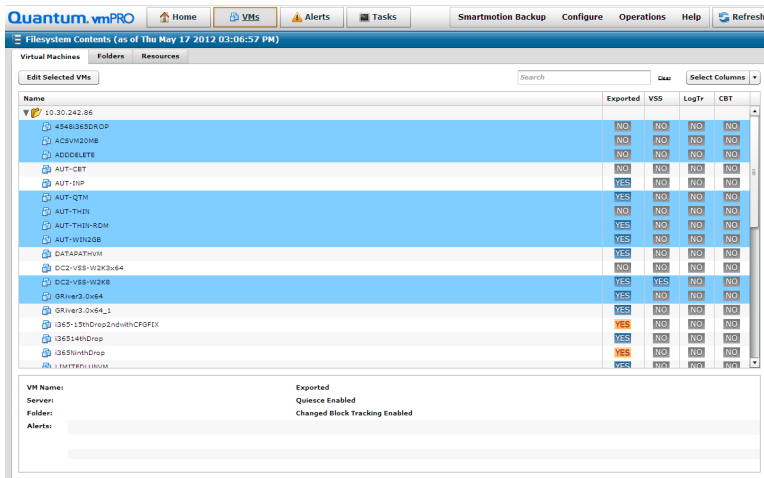 Quantum. vmPRO Home VMs Alerts Tasks Smartmotion Backup Configure Operations Help Refresh
Filesystem Contents (as of Thu May 17 2012 03:06:57 PM)
Virtual Machines Folders Resources
Edit Selected VMs Search Clear Select Columns
Name Exported VSS LogTr CBT
10.30.242.86
4548i365DROP NO NO NO NO
ACSVM20MB NO NO NO NO
ADDDELETE NO NO NO NO
AUT-CBT NO NO NO NO
AUT-INP YES NO NO NO
AUT-QTM YES NO NO NO
AUT-THIN NO NO NO NO
AUT-THIN-RDM YES NO NO NO
AUT-WIN2GB YES NO NO NO
DATAPATHVM YES NO NO NO
DC2-VSS-W2K3x64 NO NO NO NO
DC2-VSS-W2K8 YES YES NO NO
GRiver3.0x64 YES NO NO NO
GRiver3.0x64_1 YES NO NO NO
i365-15thDrop2ndwithCFGFIX YES NO NO NO
i36514thDrop YES NO NO NO
i365NinthDrop YES NO NO NO
LIMITEDLUNVM YES NO NO NO
VM Name: Exported
Server: Quiesce Enabled
Folder: Changed Block Tracking Enabled
Alerts: